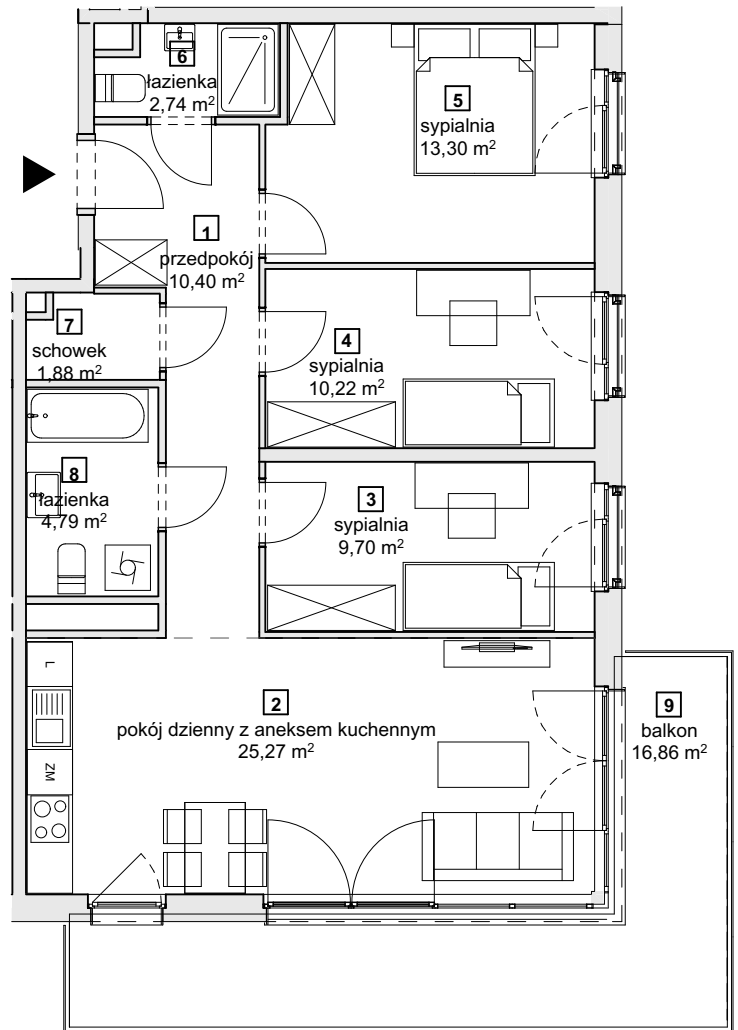 6
łazienka
2,74 m²
5
sypialnia
13,30 m²
1
przedpokój
10,40 m²
7
schowek
1,88 m²
4
sypialnia
10,22 m²
8
łazienka
4,79 m²
3
sypialnia
9,70 m²
L
2
pokój dzienny z aneksem kuchennym
25,27 m²
ZM
9
balkon
16,86 m²